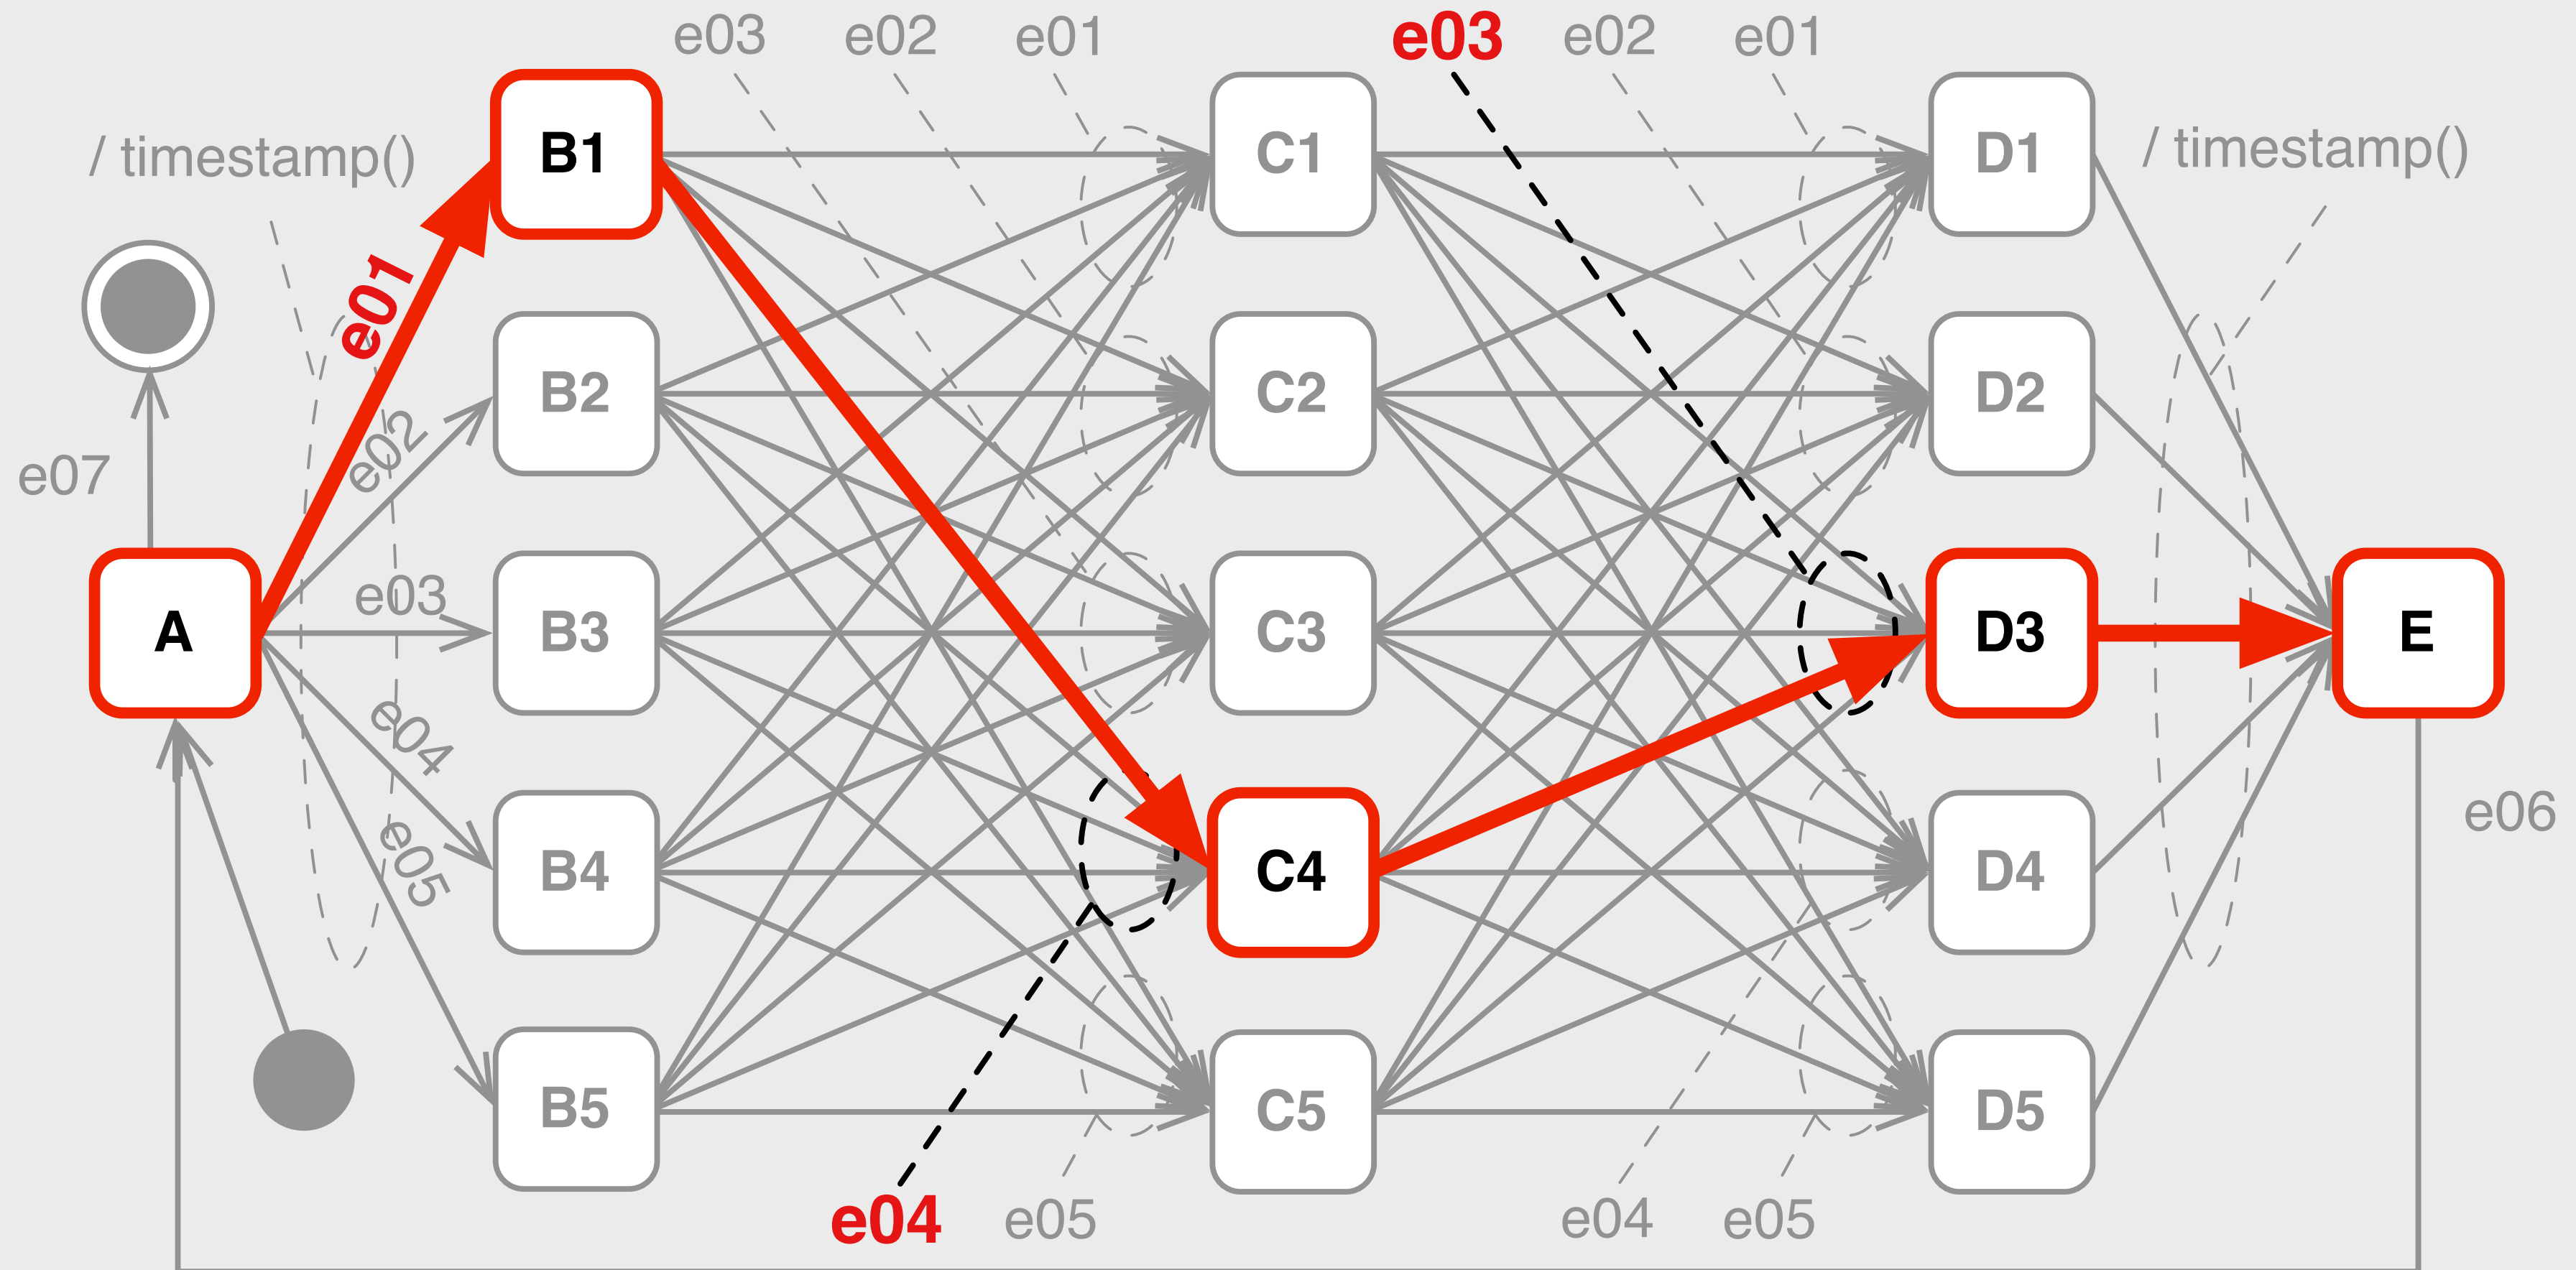 e03 e02 e01 e03 e02 e01
/ timestamp() B1 C1 D1 / timestamp()
e01
B2 C2 D2
e02
e07
e03
A B3 C3 D3 E
e04
e06
e05 B4 C4 D4
B5 C5 D5
e04 e05 e04 e05